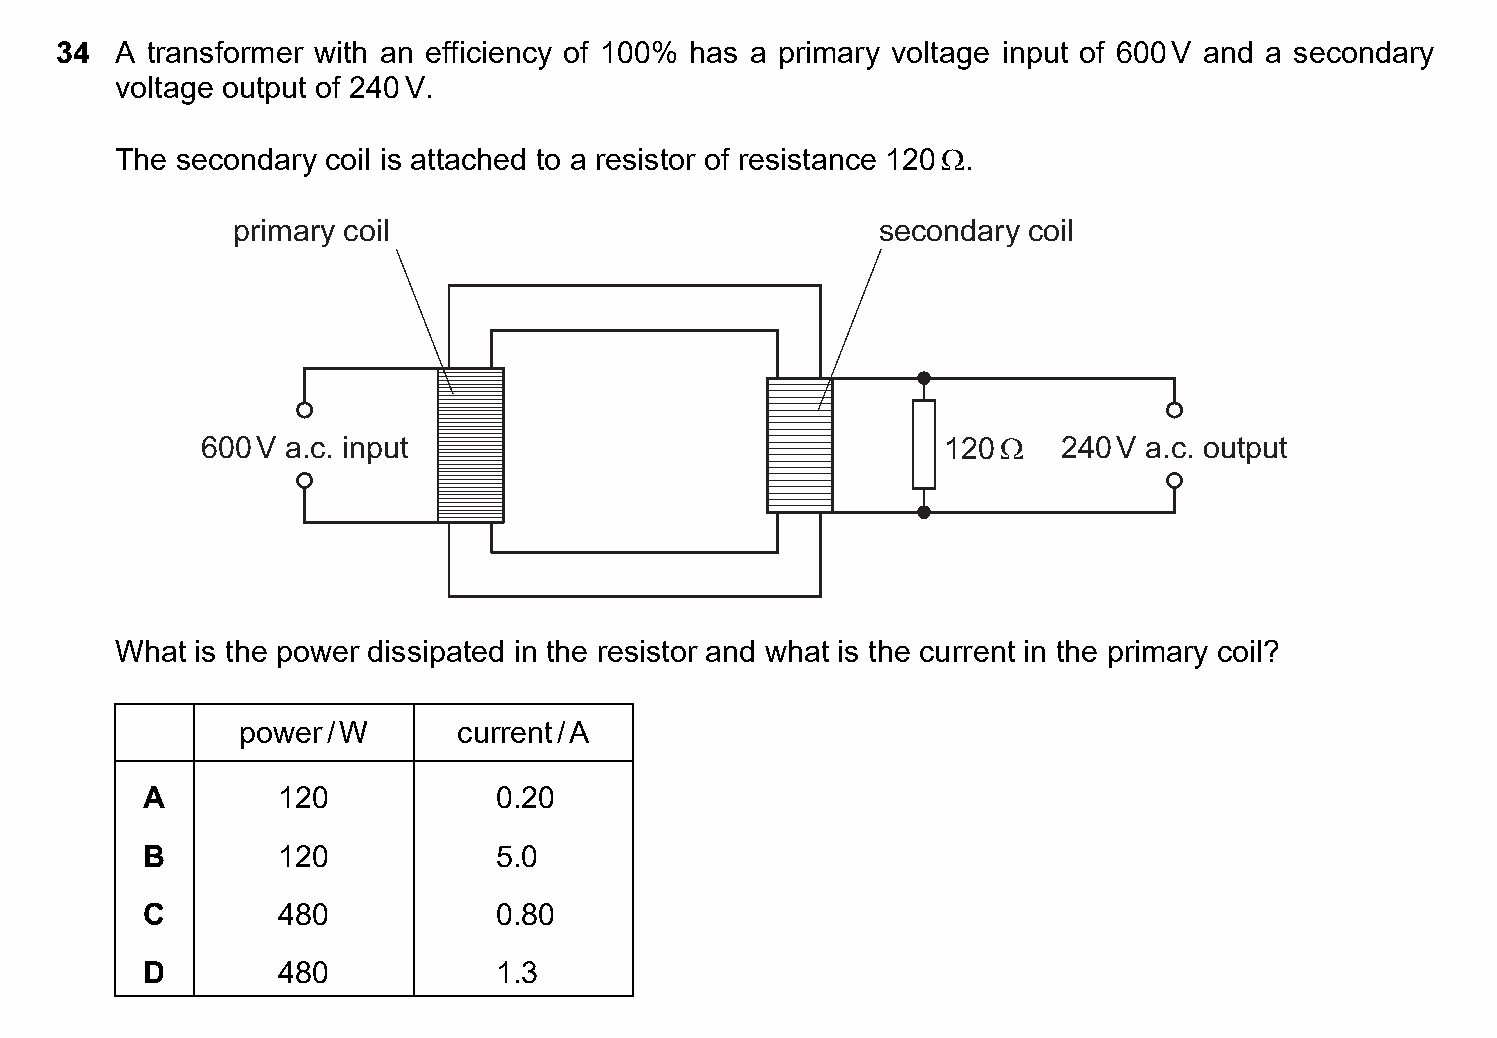 34 A transformer with an efficiency of 100% has a primary voltage input of 600 V and a secondary
voltage output of 240 V.
The secondary coil is attached to a resistor of resistance 120 Ω.
primary coil secondary coil
600 V a.c. input 120 Ω 240 V a.c. output
What is the power dissipated in the resistor and what is the current in the primary coil?
power / W current / A
A 120 0.20
B 120 5.0
C 480 0.80
D 480 1.3